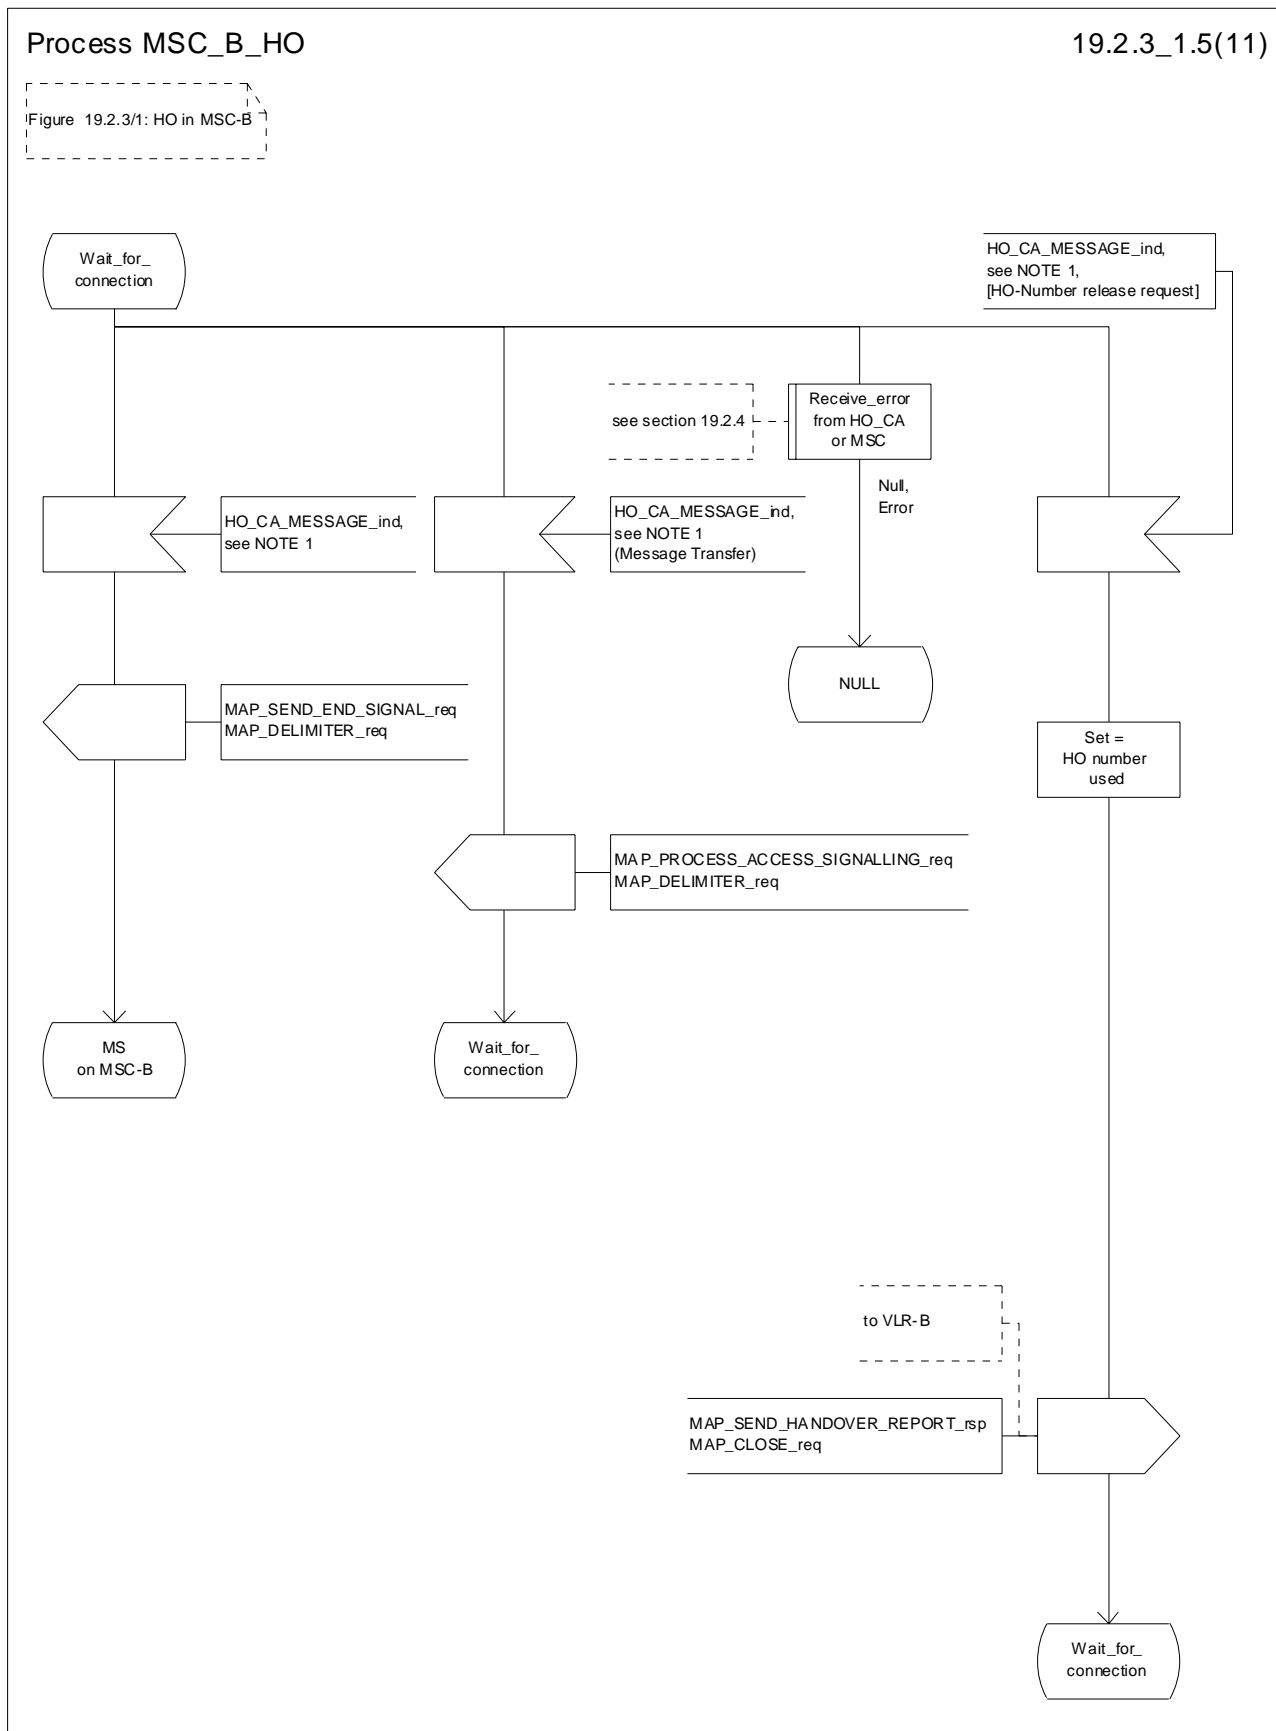 Process MSC_B_HO
19.2.3_1.5(11)
Figure 19.2.3/1: HO in MSC-B
Wait_for_
connection
HO_CA_MESSAGE_ind,
see NOTE 1,
[HO-Number release request]
see section 19.2.4
Receive_error
from HO_CA
or MSC
Null,
Error
HO_CA_MESSAGE_ind,
see NOTE 1
HO_CA_MESSAGE_ind,
see NOTE 1
(Message Transfer)
NULL
MAP_SEND_END_SIGNAL_req
MAP_DELIMITER_req
Set =
HO number
used
MAP_PROCESS_ACCESS_SIGNALLING_req
MAP_DELIMITER_req
MS
on MSC-B
Wait_for_
connection
to VLR-B
MAP_SEND_HANDOVER_REPORT_rsp
MAP_CLOSE_req
Wait_for_
connection